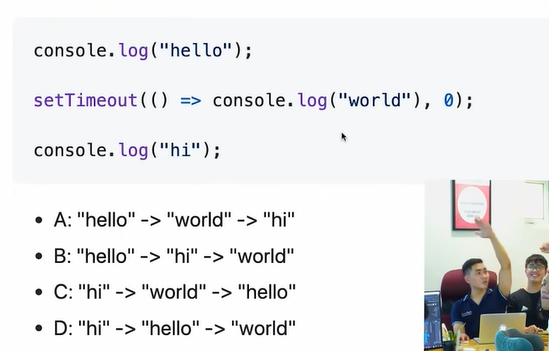 console.log("hello");
setTimeout(() => console.log("world"), 0);
console.log("hi");
A: "hello" -> "world" -> "hi"
B: "hello" -> "hi" -> "world"
C: "hi" -> "world" -> "hello"
D: "hi" -> "hello" -> "world"